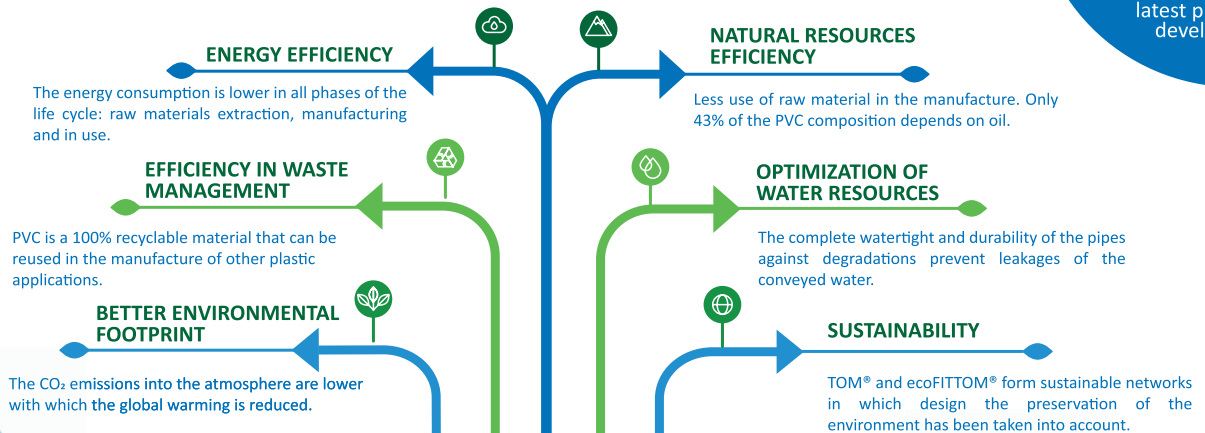 latest p
devel
ENERGY EFFICIENCY
The energy consumption is lower in all phases of the
life cycle: raw materials extraction, manufacturing
and in use.
NATURAL RESOURCES
EFFICIENCY
Less use of raw material in the manufacture. Only
43% of the PVC composition depends on oil.
EFFICIENCY IN WASTE
MANAGEMENT
PVC is a 100% recyclable material that can be
reused in the manufacture of other plastic
applications.
OPTIMIZATION OF
WATER RESOURCES
The complete watertight and durability of the pipes
against degradations prevent leakages of the
conveyed water.
BETTER ENVIRONMENTAL
FOOTPRINT
The CO₂ emissions into the atmosphere are lower
with which the global warming is reduced.
SUSTAINABILITY
TOM® and ecoFITTOM® form sustainable networks
in which design the preservation of the
environment has been taken into account.